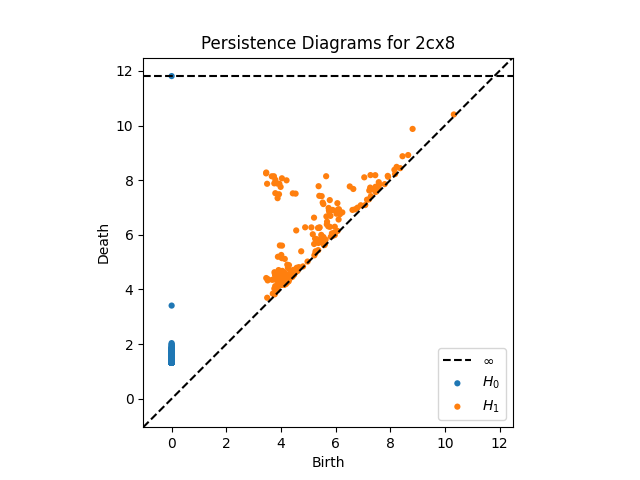 Persistence Diagrams for 2cx8
12
10
8
6
4
2
0
Death
0 2 4 6 8 10 12
Birth
∞
H₀
H₁